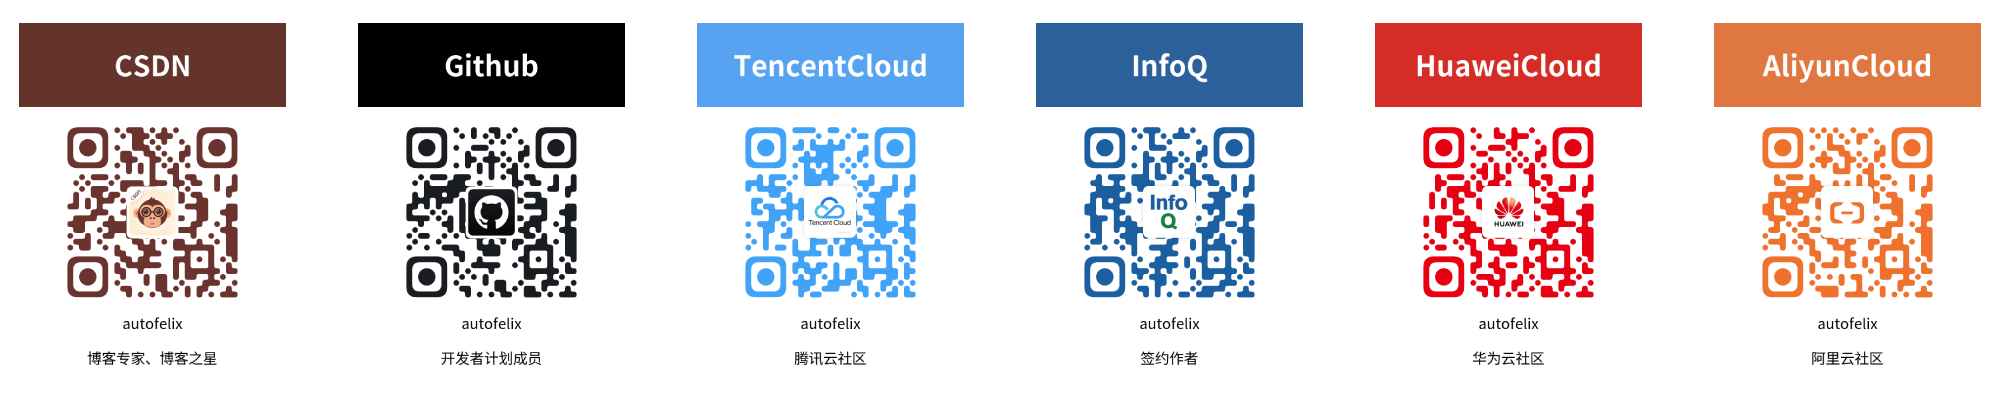 CSDN
Github
TencentCloud
InfoQ
HuaweiCloud
AliyunCloud
CSDN
Tencent Cloud
Info
Q
HUAWEI
autofelix
autofelix
autofelix
autofelix
autofelix
autofelix
博客专家、博客之星
开发者计划成员
腾讯云社区
签约作者
华为云社区
阿里云社区